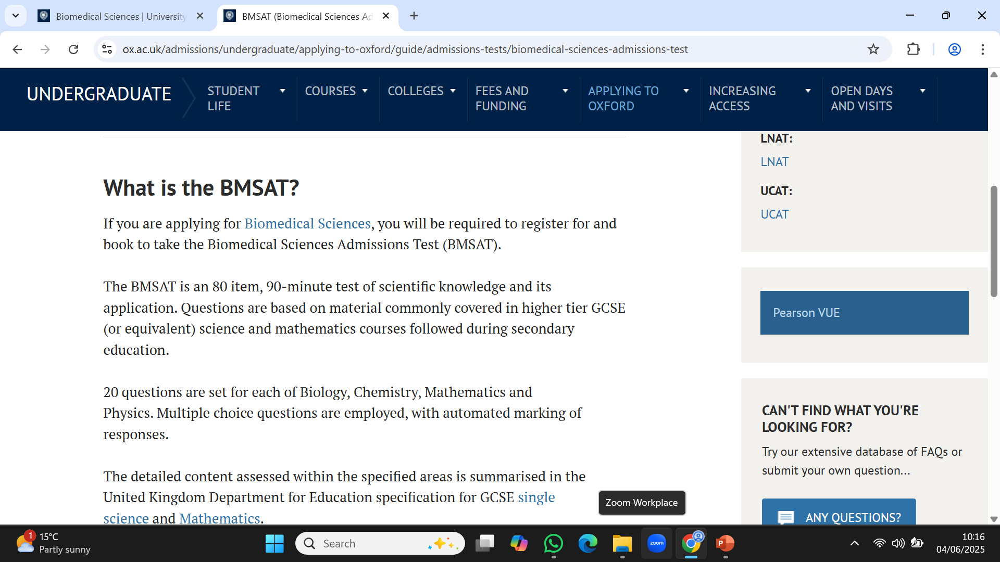 Biomedical Sciences | University
BMSAT (Biomedical Sciences Ad
ox.ac.uk/admissions/undergraduate/applying-to-oxford/guide/admissions-tests/biomedical-sciences-admissions-test
UNDERGRADUATE
STUDENT
LIFE
COURSES
COLLEGES
FEES AND
FUNDING
APPLYING TO
OXFORD
INCREASING
ACCESS
OPEN DAYS
AND VISITS
What is the BMSAT?
If you are applying for Biomedical Sciences, you will be required to register for and
book to take the Biomedical Sciences Admissions Test (BMSAT).
The BMSAT is an 80 item, 90-minute test of scientific knowledge and its
application. Questions are based on material commonly covered in higher tier GCSE
(or equivalent) science and mathematics courses followed during secondary
education.
20 questions are set for each of Biology, Chemistry, Mathematics and
Physics. Multiple choice questions are employed, with automated marking of
responses.
The detailed content assessed within the specified areas is summarised in the
United Kingdom Department for Education specification for GCSE single
science and Mathematics.
LNAT:
LNAT
UCAT:
UCAT
Pearson VUE
CAN'T FIND WHAT YOU'RE
LOOKING FOR?
Try our extensive database of FAQs or
submit your own question...
ANY QUESTIONS?
Zoom Workplace
1
15°C
Partly sunny
Search
zoom
P
10:16
04/06/2025